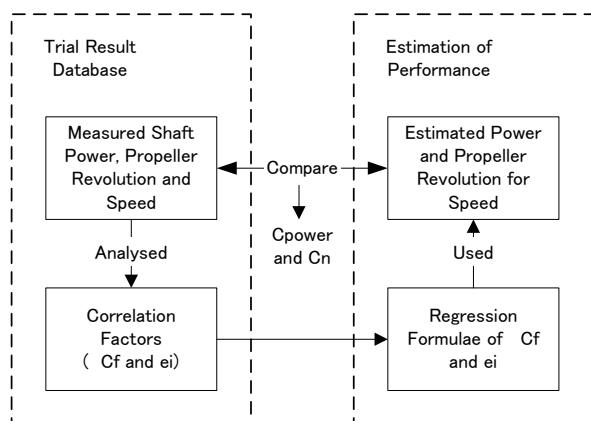 Trial Result
Database
Estimation of
Performance
Measured Shaft
Power, Propeller
Revolution and
Speed
Compare
Estimated Power
and Propeller
Revolution for
Speed
Cpower
and Cn
Analysed
Used
Correlation
Factors
( Cf and ei)
Regression
Formulae of Cf
and ei